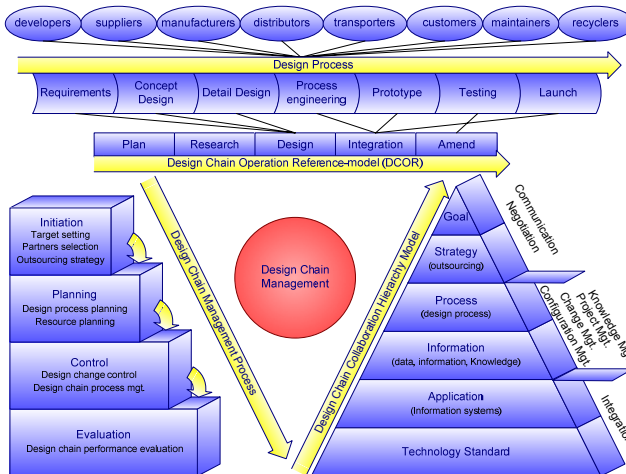 developers suppliers manufacturers distributors transporters customers maintainers recyclers
Design Process
Requirements
Concept
Design
Detail Design
Process
engineering
Prototype
Testing
Launch
Plan
Research
Design
Integration
Amend
Design Chain Operation Reference-model (DCOR)
Initiation
Target setting
Partners selection
Outsourcing strategy
Planning
Design process planning
Resource planning
Control
Design change control
Design chain process mgt.
Evaluation
Design chain performance evaluation
Design Chain Management Process
Design Chain
Management
Design Chain Collaboration Hierarchy Model
Goal
Strategy
(outsourcing)
Process
(design process)
Information
(data, information, Knowledge)
Application
(Information systems)
Technology Standard
Communication
Negotiation
Knowledge Mg
Project Mgt.
Change Mgt.
Configuration Mgt.
Integration